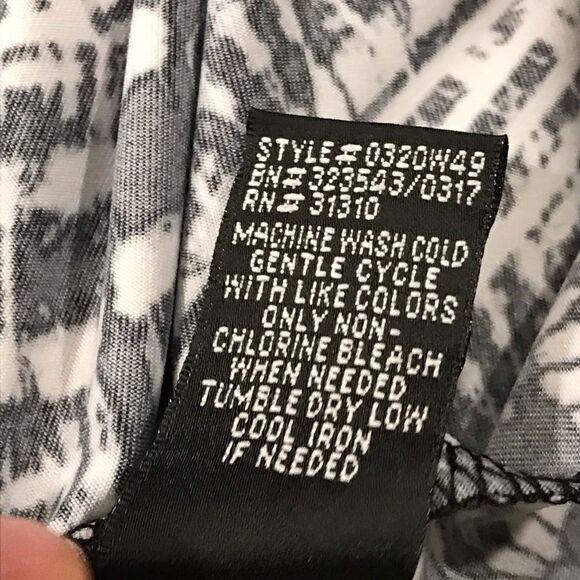 STYLE# 0320W49
BN# 323543/0317
RN# 31310
MACHINE WASH COLD
GENTLE CYCLE
WITH LIKE COLORS
ONLY NON-
CHLORINE BLEACH
WHEN NEEDED
TUMBLE DRY LOW
COOL IRON
IF NEEDED